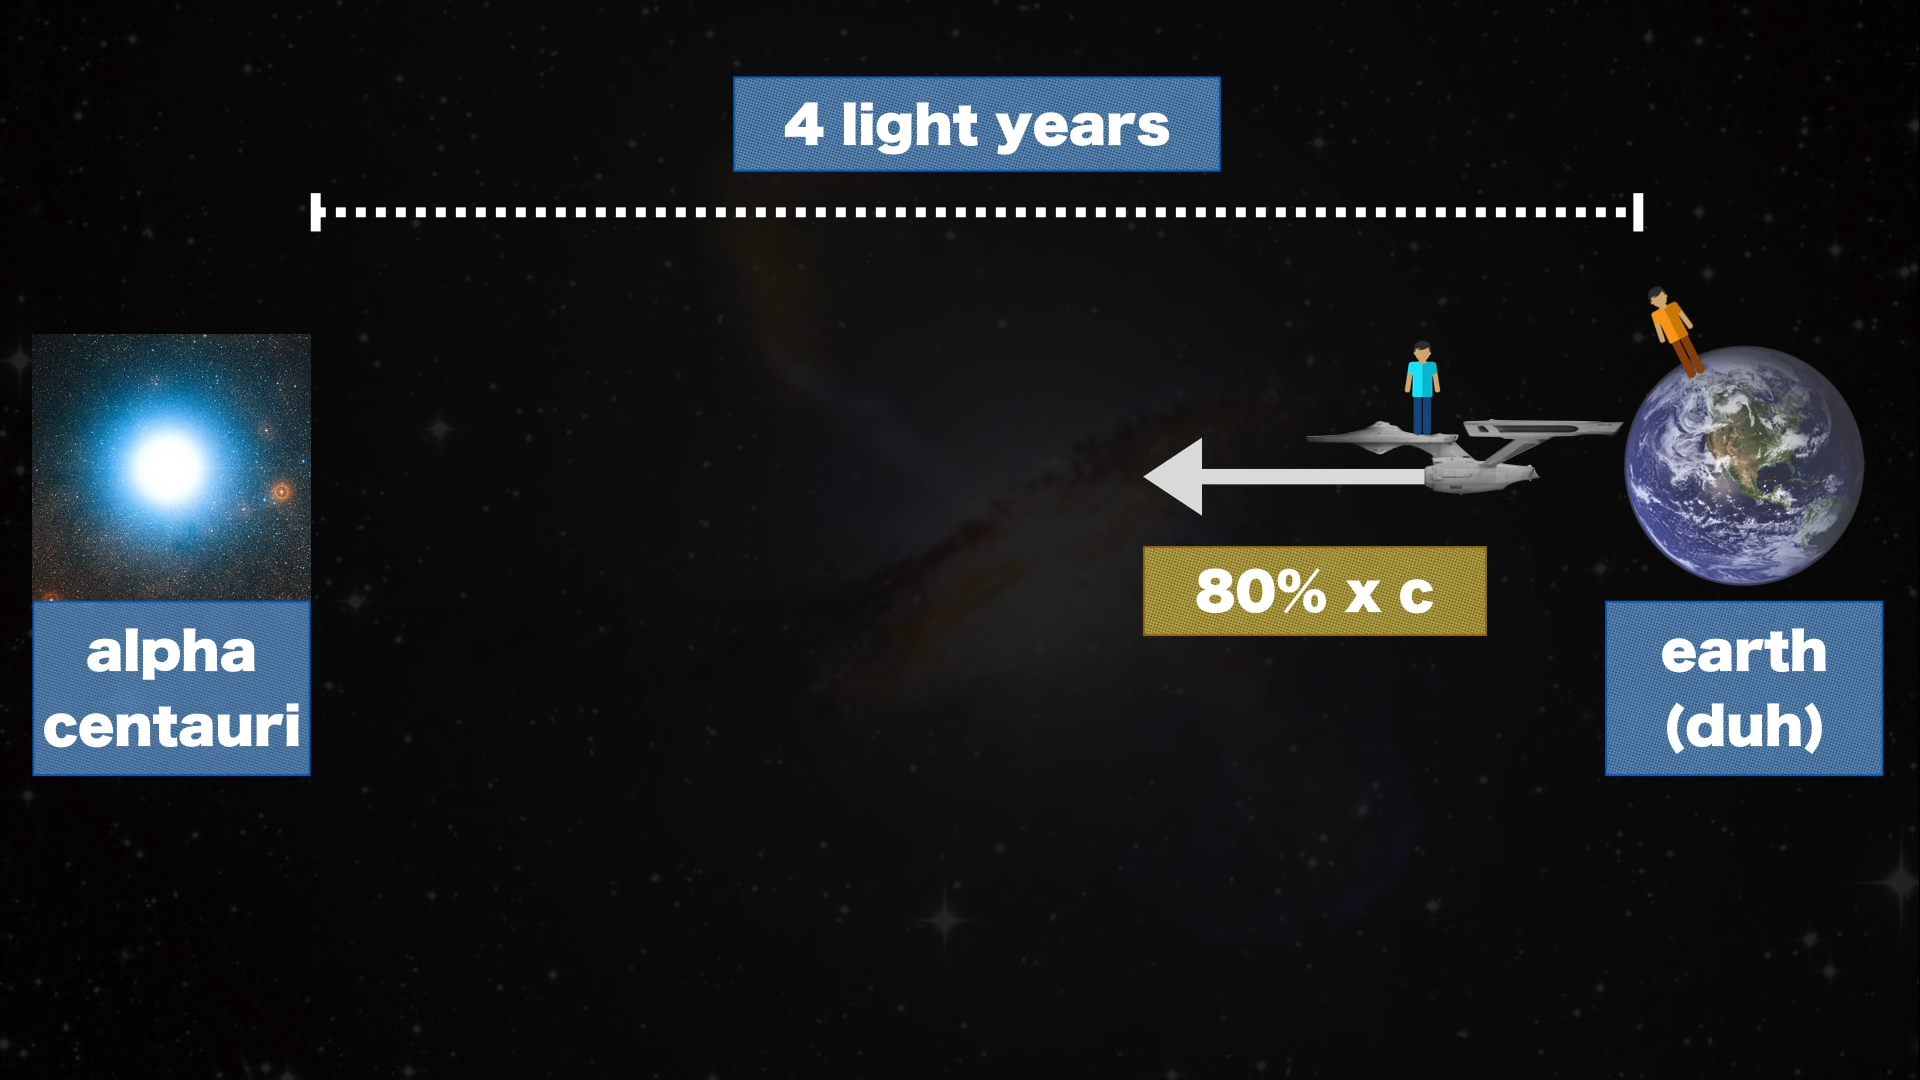 4 light years
80% x c
alpha
centauri
earth
(duh)